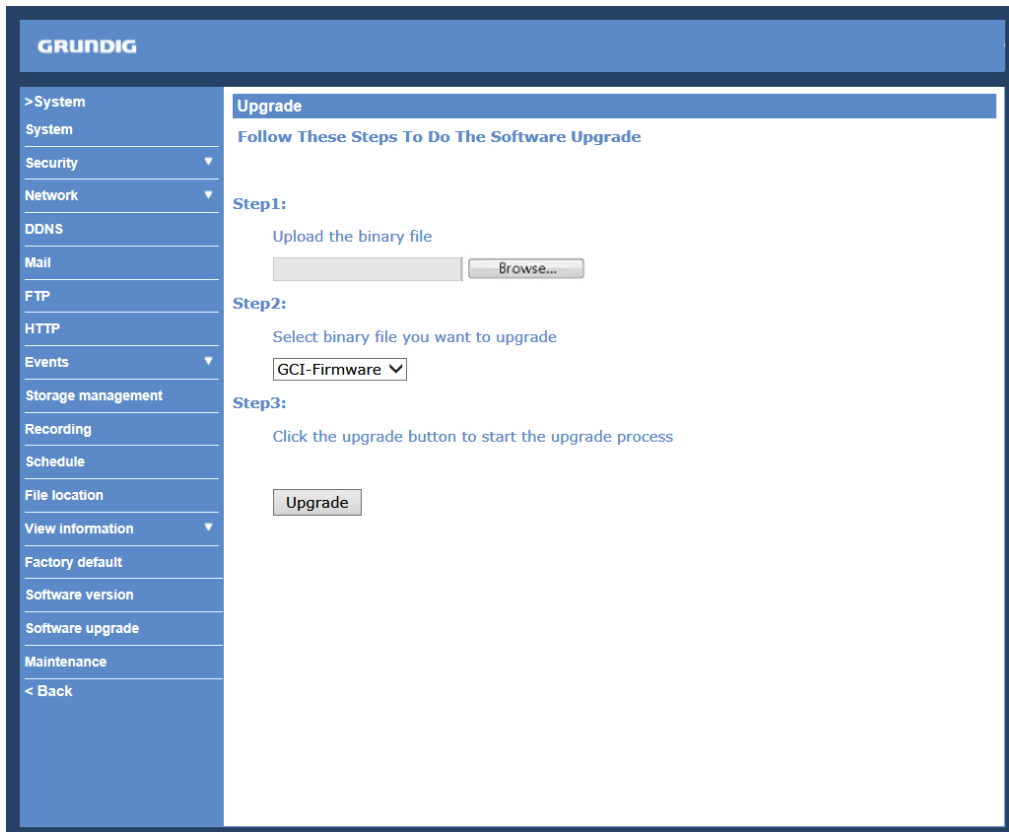 GRUNDIG
>System
System
Security
Network
DDNS
Mail
FTP
HTTP
Events
Storage management
Recording
Schedule
File location
View information
Factory default
Software version
Software upgrade
Maintenance
< Back
Upgrade
Follow These Steps To Do The Software Upgrade
Step1:
Upload the binary file
Browse...
Step2:
Select binary file you want to upgrade
GCI-Firmware
Step3:
Click the upgrade button to start the upgrade process
Upgrade